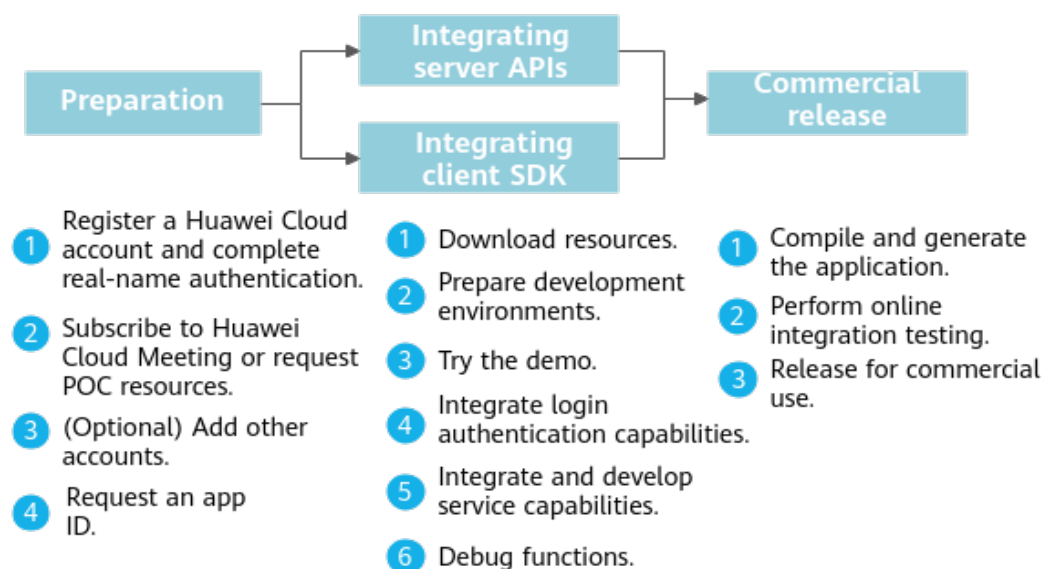 Preparation
Integrating
server APIs
Integrating
client SDK
Commercial
release
1
Register a Huawei Cloud
account and complete
real-name authentication.
2
Subscribe to Huawei
Cloud Meeting or request
POC resources.
3
(Optional) Add other
accounts.
4
Request an app
ID.
1
Download resources.
2
Prepare development
environments.
3
Try the demo.
4
Integrate login
authentication capabilities.
5
Integrate and develop
service capabilities.
6
Debug functions.
1
Compile and generate
the application.
2
Perform online
integration testing.
3
Release for commercial
use.